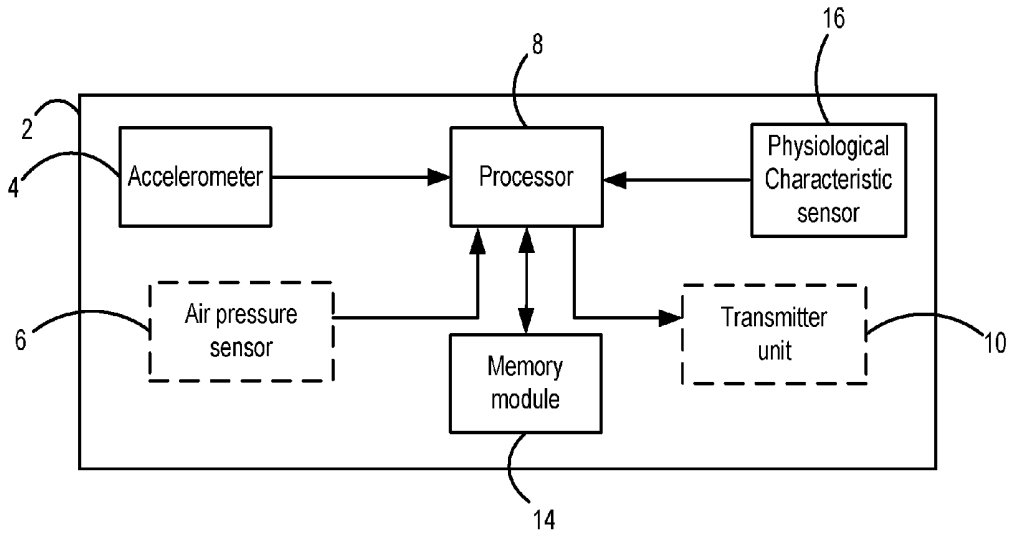 16
8
2
Accelerometer
Processor
Physiological
Characteristic
sensor
4
Air pressure
sensor
6
Transmitter
unit
10
Memory
module
14